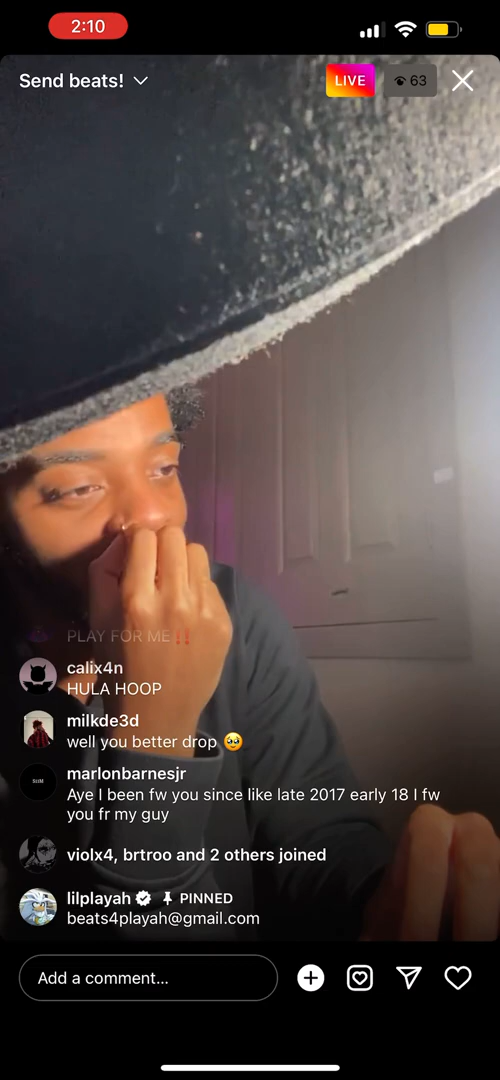 2:10
Send beats!
LIVE
63
PLAY FOR ME‼️
calix4n
HULA HOOP
milkde3d
well you better drop 🥹
marlonbarnesjr
Aye I been fw you since like late 2017 early 18 I fw
you fr my guy
violx4, brtroo and 2 others joined
lilplayah PINNED
beats4playah@gmail.com
Add a comment...